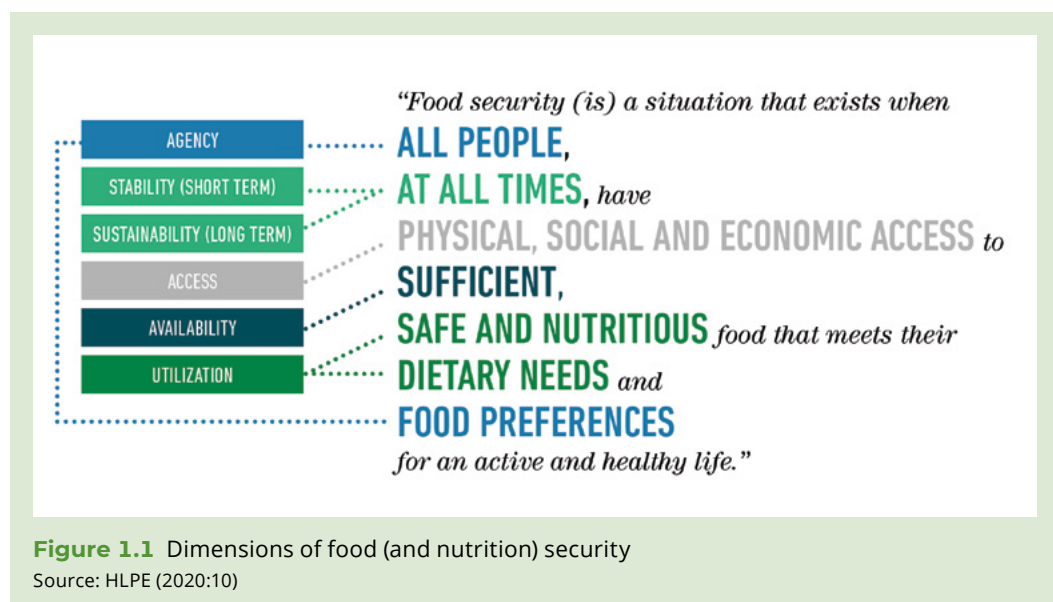 “Food security (is) a situation that exists when
AGENCY
ALL PEOPLE,
STABILITY (SHORT TERM)
AT ALL TIMES, have
SUSTAINABILITY (LONG TERM)
PHYSICAL, SOCIAL AND ECONOMIC ACCESS to
ACCESS
SUFFICIENT,
AVAILABILITY
SAFE AND NUTRITIOUS food that meets their
UTILIZATION
DIETARY NEEDS and
FOOD PREFERENCES
for an active and healthy life.”
Figure 1.1 Dimensions of food (and nutrition) security
Source: HLPE (2020:10)